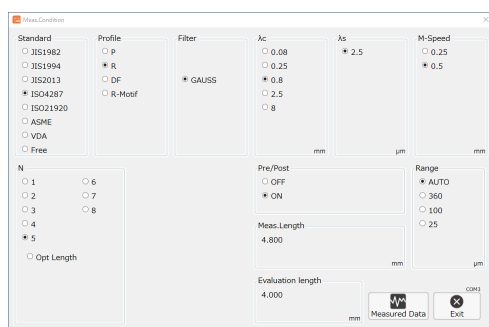 Meas.Condition
Standard
JIS1982
JIS1994
JIS2013
ISO4287
ISO21920
ASME
VDA
Free
Profile
P
R
DF
R-Motif
Filter
GAUSS
λc
0.08
0.25
0.8
2.5
8
mm
λs
2.5
µm
M-Speed
0.25
0.5
mm
N
1
2
3
4
5
6
7
8
Opt Length
Pre/Post
OFF
ON
Meas.Length
4.800
mm
Evaluation length
4.000
mm
Range
AUTO
360
100
25
µm
COM3
Measured Data
Exit